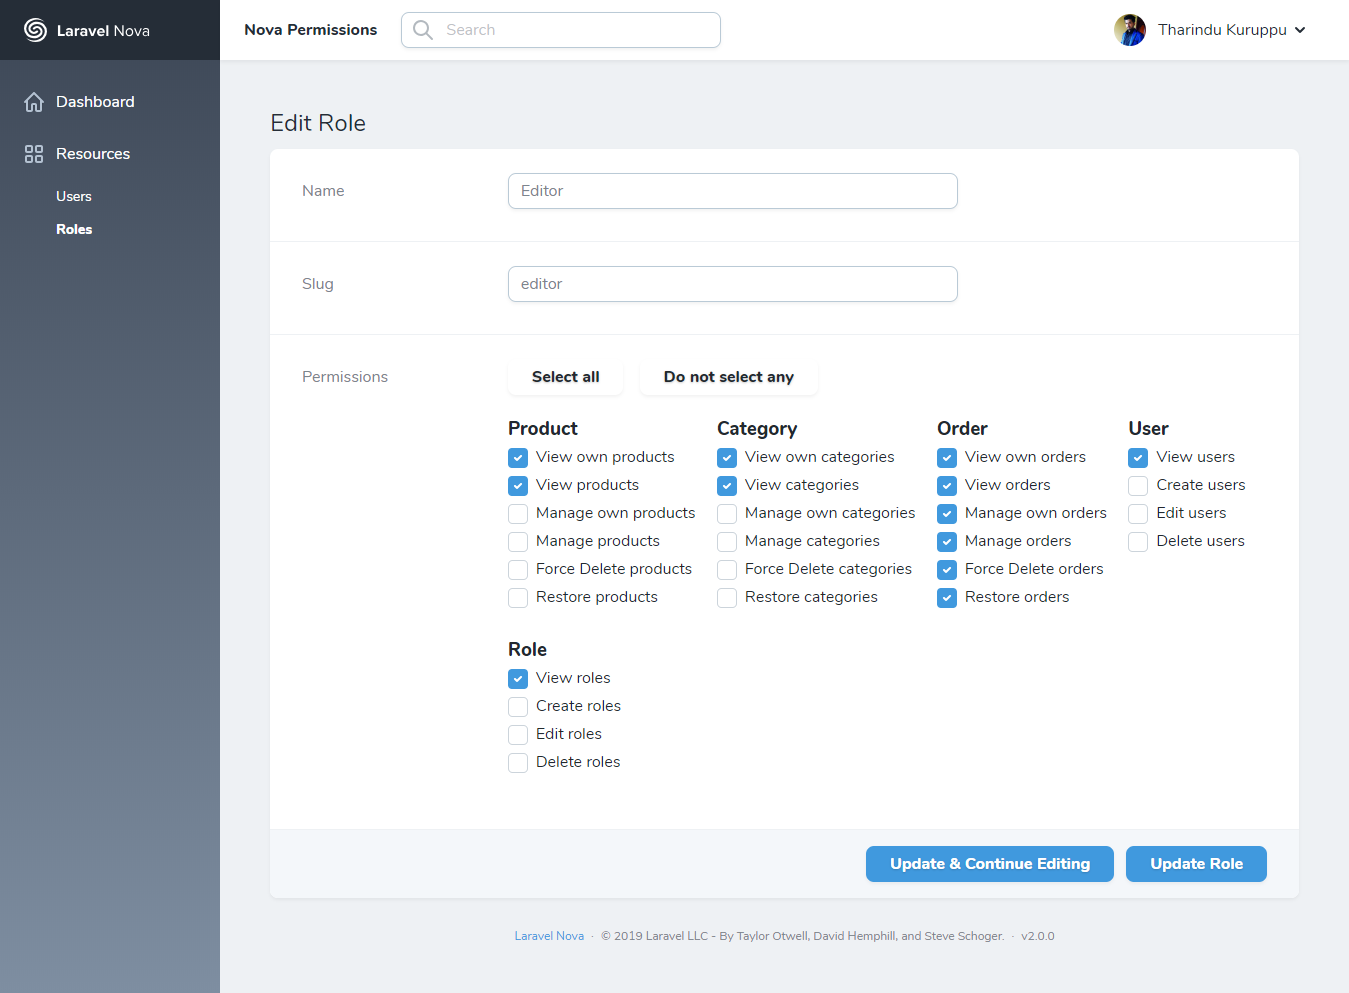 Laravel Nova
Nova Permissions
Search
Tharindu Kuruppu
Dashboard
Resources
Users
Roles
Edit Role
Name
Editor
Slug
editor
Permissions
Select all
Do not select any
Product
View own products
View products
Manage own products
Manage products
Force Delete products
Restore products
Category
View own categories
View categories
Manage own categories
Manage categories
Force Delete categories
Restore categories
Order
View own orders
View orders
Manage own orders
Manage orders
Force Delete orders
Restore orders
User
View users
Create users
Edit users
Delete users
Role
View roles
Create roles
Edit roles
Delete roles
Update & Continue Editing
Update Role
Laravel Nova · © 2019 Laravel LLC - By Taylor Otwell, David Hemphill, and Steve Schoger. · v2.0.0